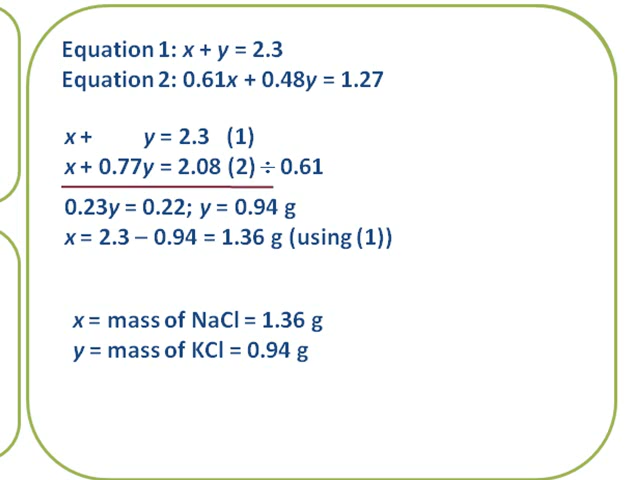 Equation 1: x + y = 2.3
Equation 2: 0.61x + 0.48y = 1.27
x + y = 2.3 (1)
x + 0.77y = 2.08 (2) ÷ 0.61
0.23y = 0.22; y = 0.94 g
x = 2.3 – 0.94 = 1.36 g (using (1))
x = mass of NaCl = 1.36 g
y = mass of KCl = 0.94 g